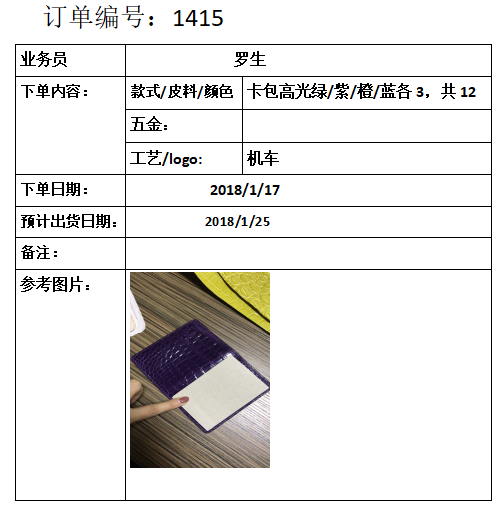 订单编号：1415
业务员 罗生
下单内容： 款式/皮料/颜色 卡包高光绿/紫/橙/蓝各 3，共 12
五金：
工艺/logo: 机车
下单日期： 2018/1/17
预计出货日期： 2018/1/25
备注：
参考图片：